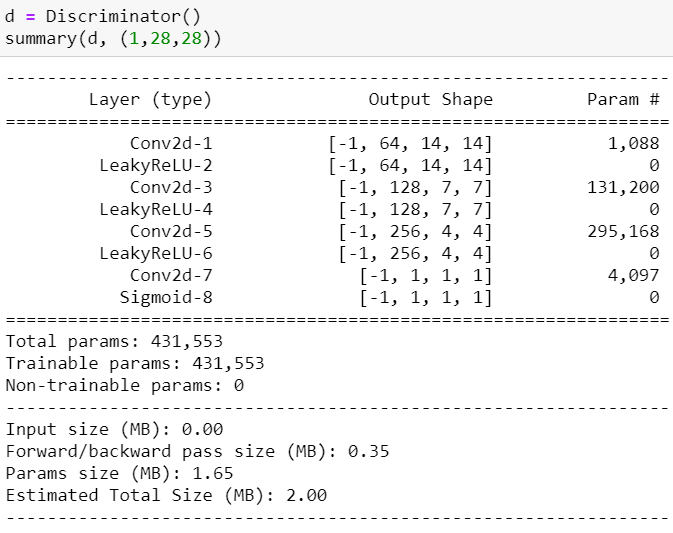 d = Discriminator()
summary(d, (1,28,28))
----------------------------------------------------------------
        Layer (type)               Output Shape         Param #
================================================================
            Conv2d-1           [-1, 64, 14, 14]           1,088
         LeakyReLU-2           [-1, 64, 14, 14]               0
            Conv2d-3            [-1, 128, 7, 7]         131,200
         LeakyReLU-4            [-1, 128, 7, 7]               0
            Conv2d-5            [-1, 256, 4, 4]         295,168
         LeakyReLU-6            [-1, 256, 4, 4]               0
            Conv2d-7              [-1, 1, 1, 1]           4,097
           Sigmoid-8              [-1, 1, 1, 1]               0
================================================================
Total params: 431,553
Trainable params: 431,553
Non-trainable params: 0
----------------------------------------------------------------
Input size (MB): 0.00
Forward/backward pass size (MB): 0.35
Params size (MB): 1.65
Estimated Total Size (MB): 2.00
----------------------------------------------------------------